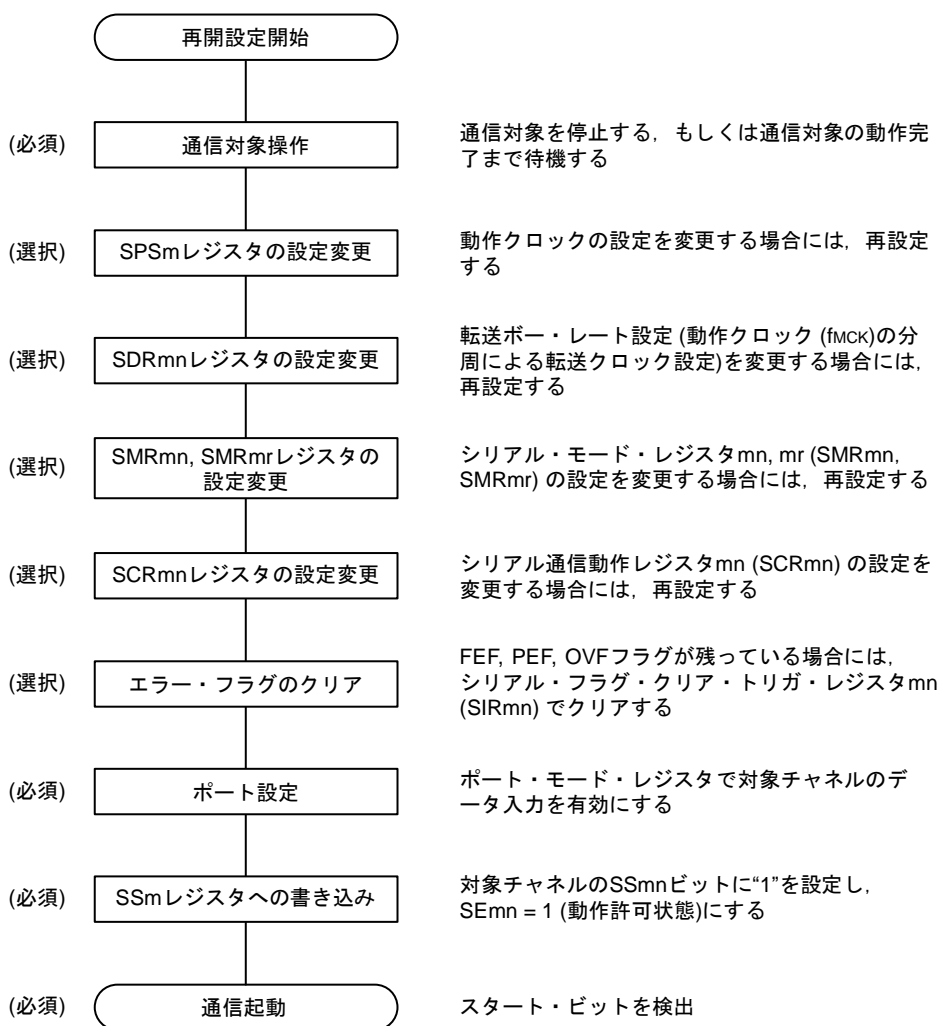 再開設定開始
(必須)
通信対象操作
通信対象を停止する，もしくは通信対象の動作完
了まで待機する
(選択)
SPSmレジスタの設定変更
動作クロックの設定を変更する場合には，再設定
する
(選択)
SDRmnレジスタの設定変更
転送ボー・レート設定 (動作クロック (fMCK)の分
周による転送クロック設定)を変更する場合には，
再設定する
(選択)
SMRmn, SMRmrレジスタの
設定変更
シリアル・モード・レジスタmn, mr (SMRmn,
SMRmr) の設定を変更する場合には，再設定する
(選択)
SCRmnレジスタの設定変更
シリアル通信動作レジスタmn (SCRmn) の設定を
変更する場合には，再設定する
(選択)
エラー・フラグのクリア
FEF, PEF, OVFフラグが残っている場合には，
シリアル・フラグ・クリア・トリガ・レジスタmn
(SIRmn) でクリアする
(必須)
ポート設定
ポート・モード・レジスタで対象チャネルのデ
ータ入力を有効にする
(必須)
SSmレジスタへの書き込み
対象チャネルのSSmnビットに“1”を設定し，
SEmn = 1 (動作許可状態)にする
(必須)
通信起動
スタート・ビットを検出